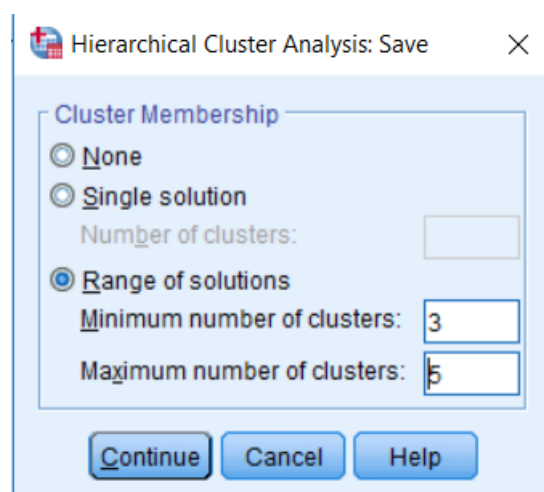 Hierarchical Cluster Analysis: Save
Cluster Membership
None
Single solution
Number of clusters:
Range of solutions
Minimum number of clusters: 3
Maximum number of clusters: 5
Continue Cancel Help